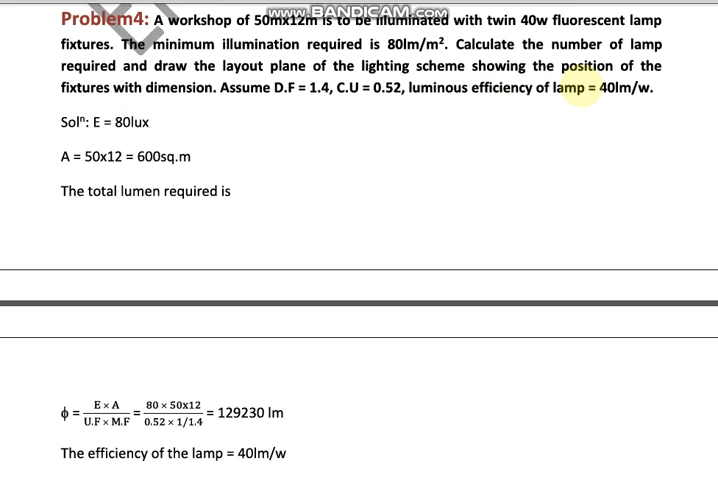 www.BANDICAM.COM
Problem4: A workshop of 50mx12m is to be illuminated with twin 40w fluorescent lamp
fixtures. The minimum illumination required is 80lm/m². Calculate the number of lamp
required and draw the layout plane of the lighting scheme showing the position of the
fixtures with dimension. Assume D.F = 1.4, C.U = 0.52, luminous efficiency of lamp = 40lm/w.
Solⁿ: E = 80lux
A = 50x12 = 600sq.m
The total lumen required is
ϕ = E × A / U.F × M.F = 80 × 50x12 / 0.52 × 1/1.4 = 129230 lm
The efficiency of the lamp = 40lm/w